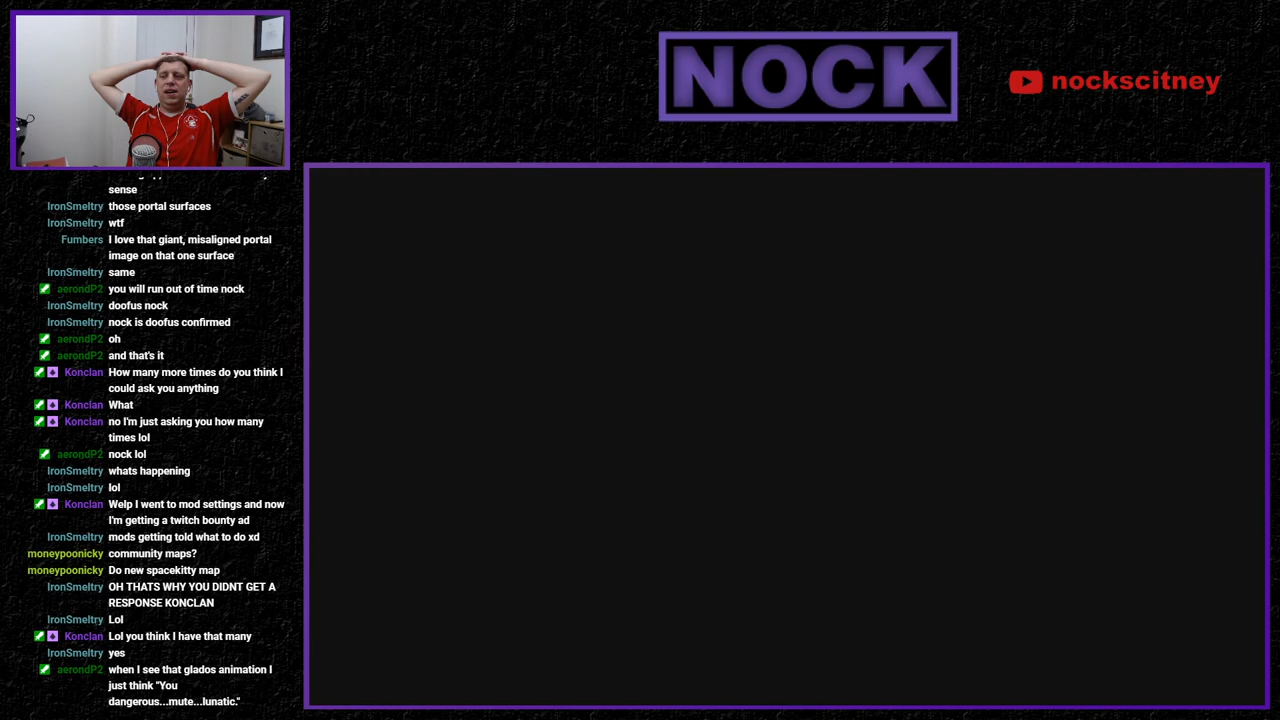 NOCK
nockscitney
sense
IronSmeltry those portal surfaces
IronSmeltry wtf
Fumbers I love that giant, misaligned portal
image on that one surface
IronSmeltry same
aerondP2 you will run out of time nock
IronSmeltry doofus nock
IronSmeltry nock is doofus confirmed
aerondP2 oh
aerondP2 and that's it
Konclan How many more times do you think I
could ask you anything
Konclan What
Konclan no I'm just asking you how many
times lol
aerondP2 nock lol
IronSmeltry whats happening
IronSmeltry lol
Konclan Welp I went to mod settings and now
I'm getting a twitch bounty ad
IronSmeltry mods getting told what to do xd
moneypoonicky community maps?
moneypoonicky Do new spacekitty map
IronSmeltry OH THATS WHY YOU DIDNT GET A
RESPONSE KONCLAN
IronSmeltry Lol
Konclan Lol you think I have that many
IronSmeltry yes
aerondP2 when I see that glados animation I
just think "You
dangerous...mute...lunatic."